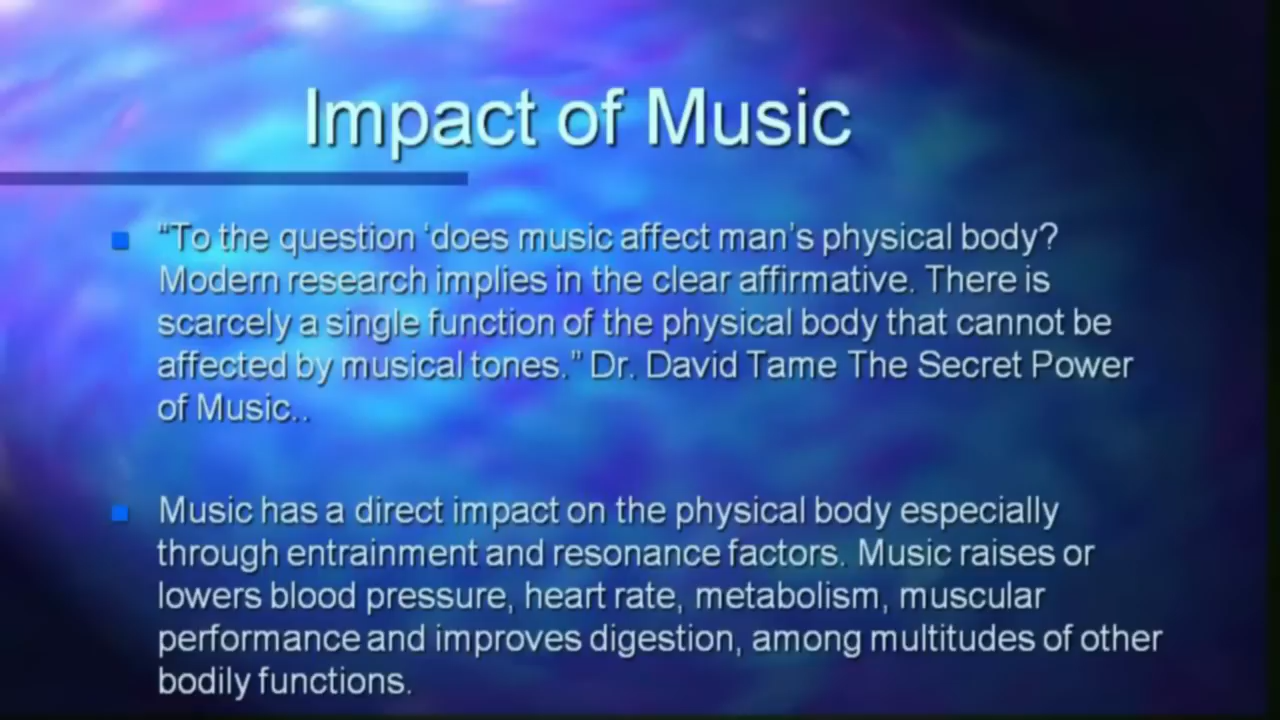 Impact of Music
“To the question ‘does music affect man’s physical body?
Modern research implies in the clear affirmative. There is
scarcely a single function of the physical body that cannot be
affected by musical tones.” Dr. David Tame The Secret Power
of Music..
Music has a direct impact on the physical body especially
through entrainment and resonance factors. Music raises or
lowers blood pressure, heart rate, metabolism, muscular
performance and improves digestion, among multitudes of other
bodily functions.